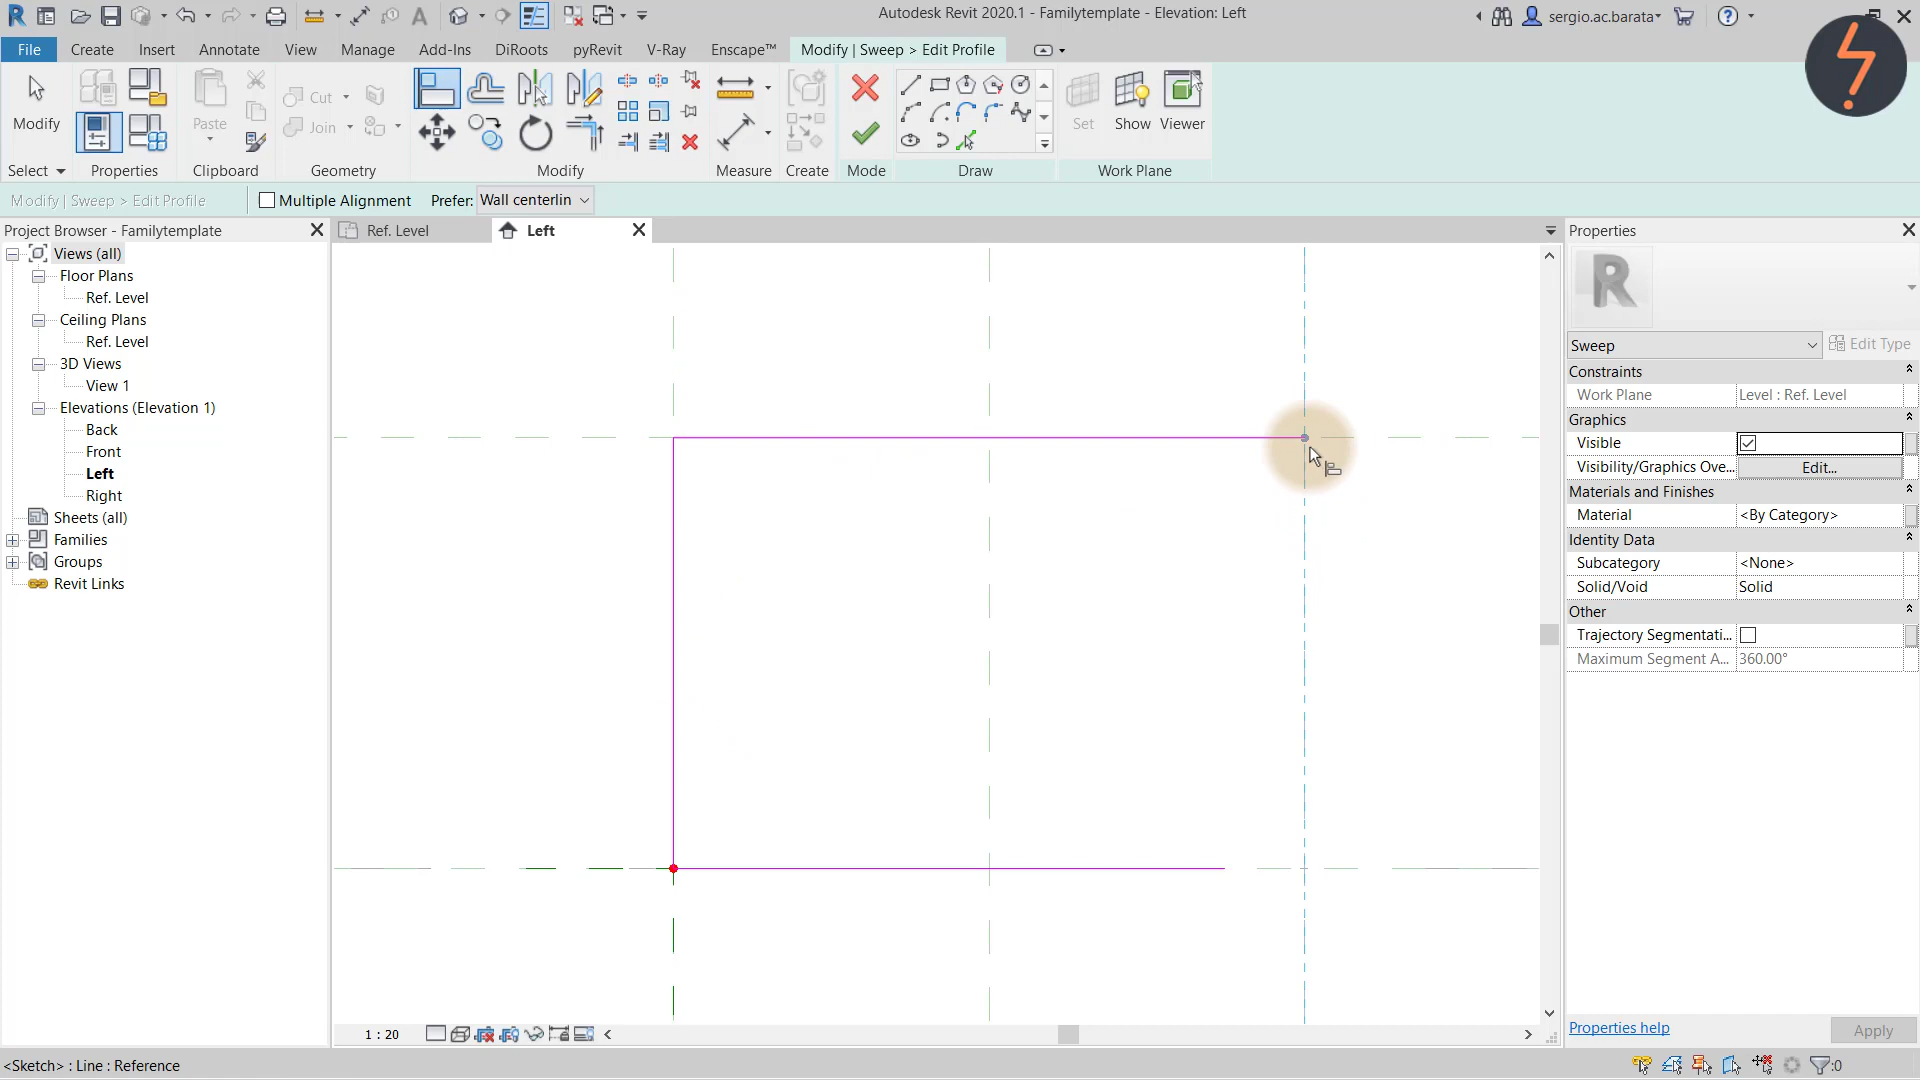 Autodesk Revit 2020.1 - Familytemplate - Elevation: Left
sergio.ac.barata
File Create Insert Annotate View Manage Add-Ins DiRoots pyRevit V-Ray Enscape™ Modify | Sweep > Edit Profile
Modify
Paste
Cut
Join
Set Show Viewer
Select Properties Clipboard Geometry Modify Measure Create Mode Draw Work Plane
Modify | Sweep > Edit Profile Multiple Alignment Prefer: Wall centerlin
Project Browser - Familytemplate
Ref. Level
Left
Properties
Views (all)
Floor Plans
Ref. Level
Ceiling Plans
Ref. Level
3D Views
View 1
Elevations (Elevation 1)
Back
Front
Left
Right
Sheets (all)
Families
Groups
Revit Links
R
Sweep Edit Type
Constraints
Work Plane Level : Ref. Level
Graphics
Visible
Visibility/Graphics Ove... Edit...
Materials and Finishes
Material <By Category>
Identity Data
Subcategory <None>
Solid/Void Solid
Other
Trajectory Segmentati...
Maximum Segment A... 360.00°
Properties help
Apply
1 : 20
<Sketch> : Line : Reference
:0